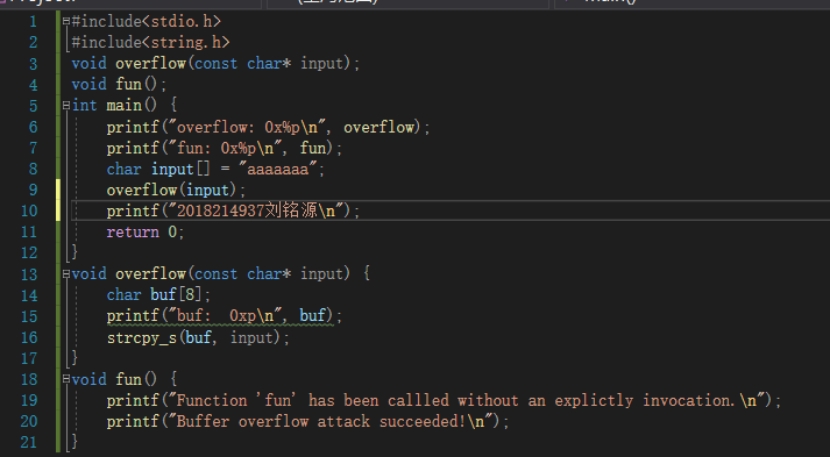 1 #include<stdio.h>
2 #include<string.h>
3 void overflow(const char* input);
4 void fun();
5 int main() {
6 printf("overflow: 0x%p\n", overflow);
7 printf("fun: 0x%p\n", fun);
8 char input[] = "aaaaaaa";
9 overflow(input);
10 printf("2018214937刘铭源\n");
11 return 0;
12 }
13 void overflow(const char* input) {
14 char buf[8];
15 printf("buf:  0xp\n", buf);
16 strcpy_s(buf, input);
17 }
18 void fun() {
19 printf("Function 'fun' has been callled without an explictly invocation.\n");
20 printf("Buffer overflow attack succeeded!\n");
21 }